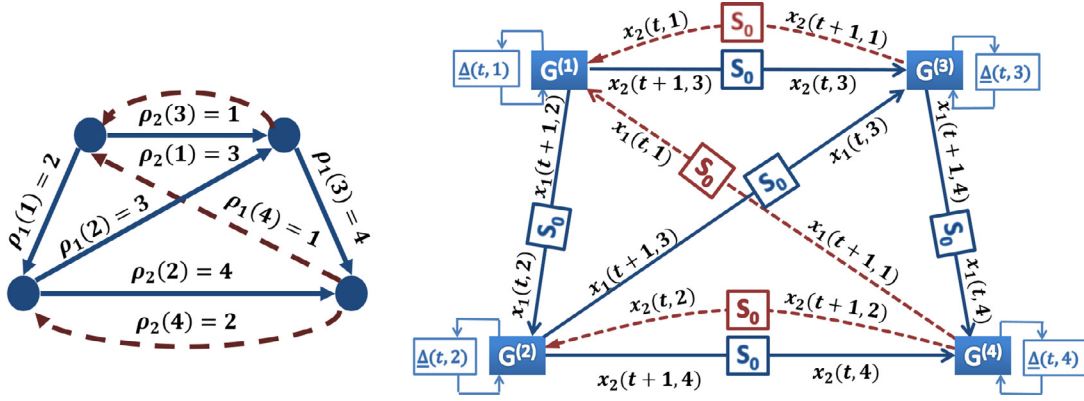 ρ₂(3) = 1
ρ₂(1) = 3
ρ₁(1) = 2
ρ₁(2) = 3
ρ₁(4) = 1
ρ₁(3) = 4
ρ₂(2) = 4
ρ₂(4) = 2
x₂(t, 1)
S₀
x₂(t+1, 1)
Δ(t, 1)
G⁽¹⁾
x₂(t+1, 3)
S₀
x₂(t, 3)
G⁽³⁾
Δ(t, 3)
x₁(t+1, 2)
S₀
x₁(t, 2)
x₁(t, 1)
S₀
x₁(t+1, 1)
x₁(t, 3)
S₀
x₁(t+1, 3)
x₁(t+1, 4)
S₀
x₁(t, 4)
x₂(t, 2)
S₀
x₂(t+1, 2)
Δ(t, 2)
G⁽²⁾
x₂(t+1, 4)
S₀
x₂(t, 4)
G⁽⁴⁾
Δ(t, 4)